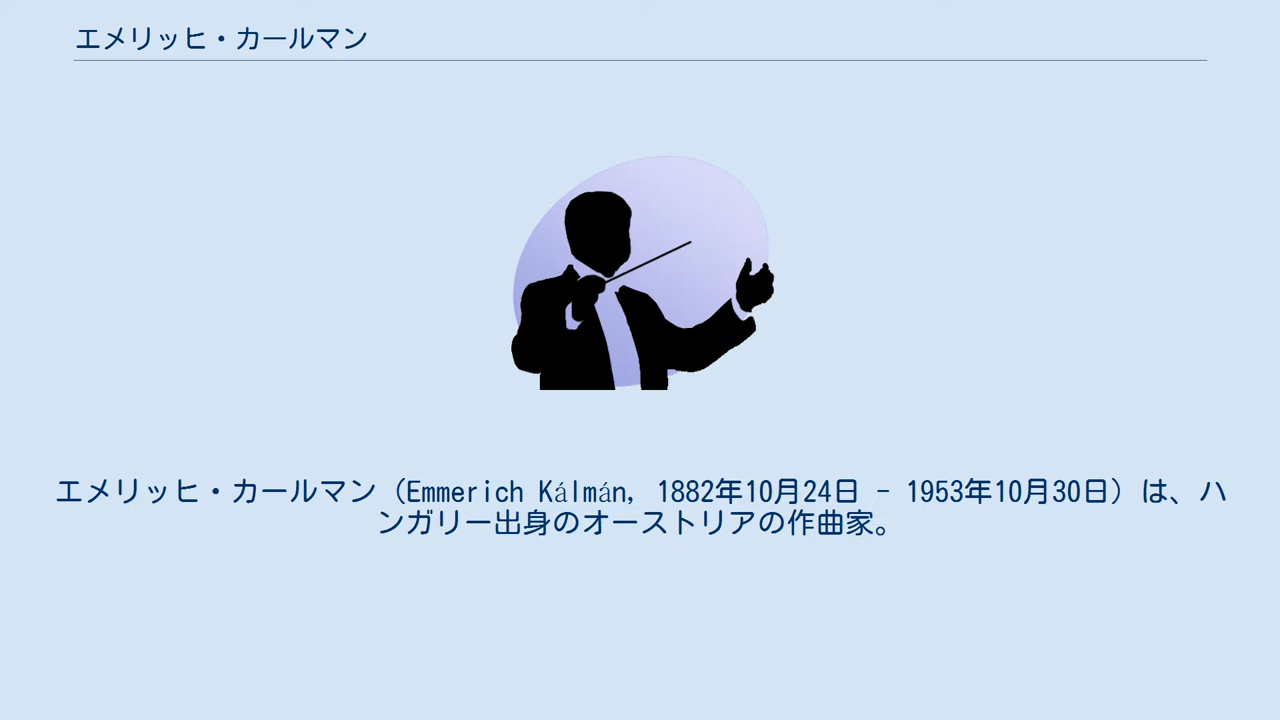 エメリッヒ・カールマン
エメリッヒ・カールマン（Emmerich Kálmán, 1882年10月24日 - 1953年10月30日）は、ハ
ンガリー出身のオーストリアの作曲家。